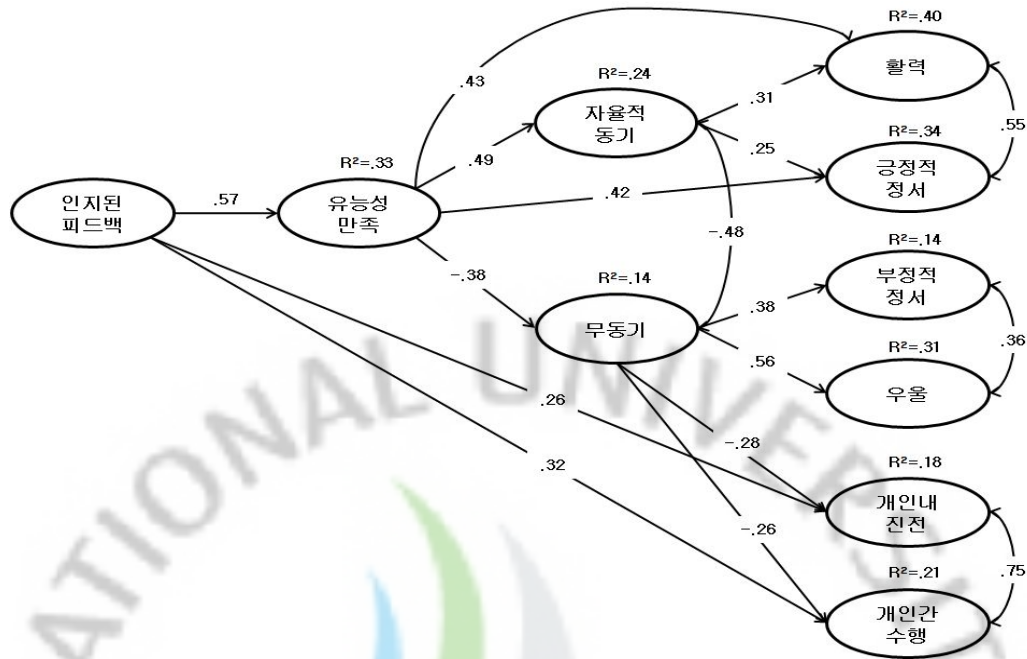 R²=.40
활력
.43
R²=.24
자율적
동기
.31
.55
R²=.34
긍정적
정서
.25
.49
R²=.33
유능성
만족
.42
인지된
피드백
.57
-.48
-.38
R²=.14
부정적
정서
R²=.14
무동기
.38
.36
R²=.31
우울
.56
.26
-.28
R²=.18
개인내
진전
.32
-.26
.75
R²=.21
개인간
수행
NATIONAL UNIVERSIT